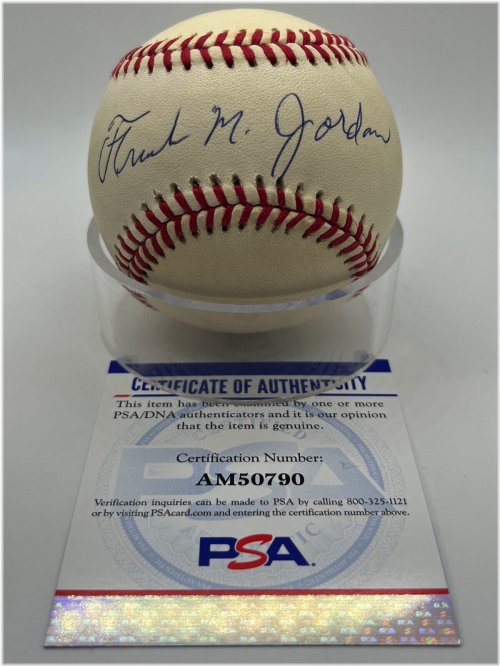 Frank M. Jordan
CERTIFICATE OF AUTHENTICITY
This item has been examined by one or more
PSA/DNA authenticators and it is our opinion
that the item is genuine.
Certification Number:
AM50790
Verification inquiries can be made to PSA by calling 800-325-1121
or by visiting PSAcard.com and entering the certification number above.
PSA.